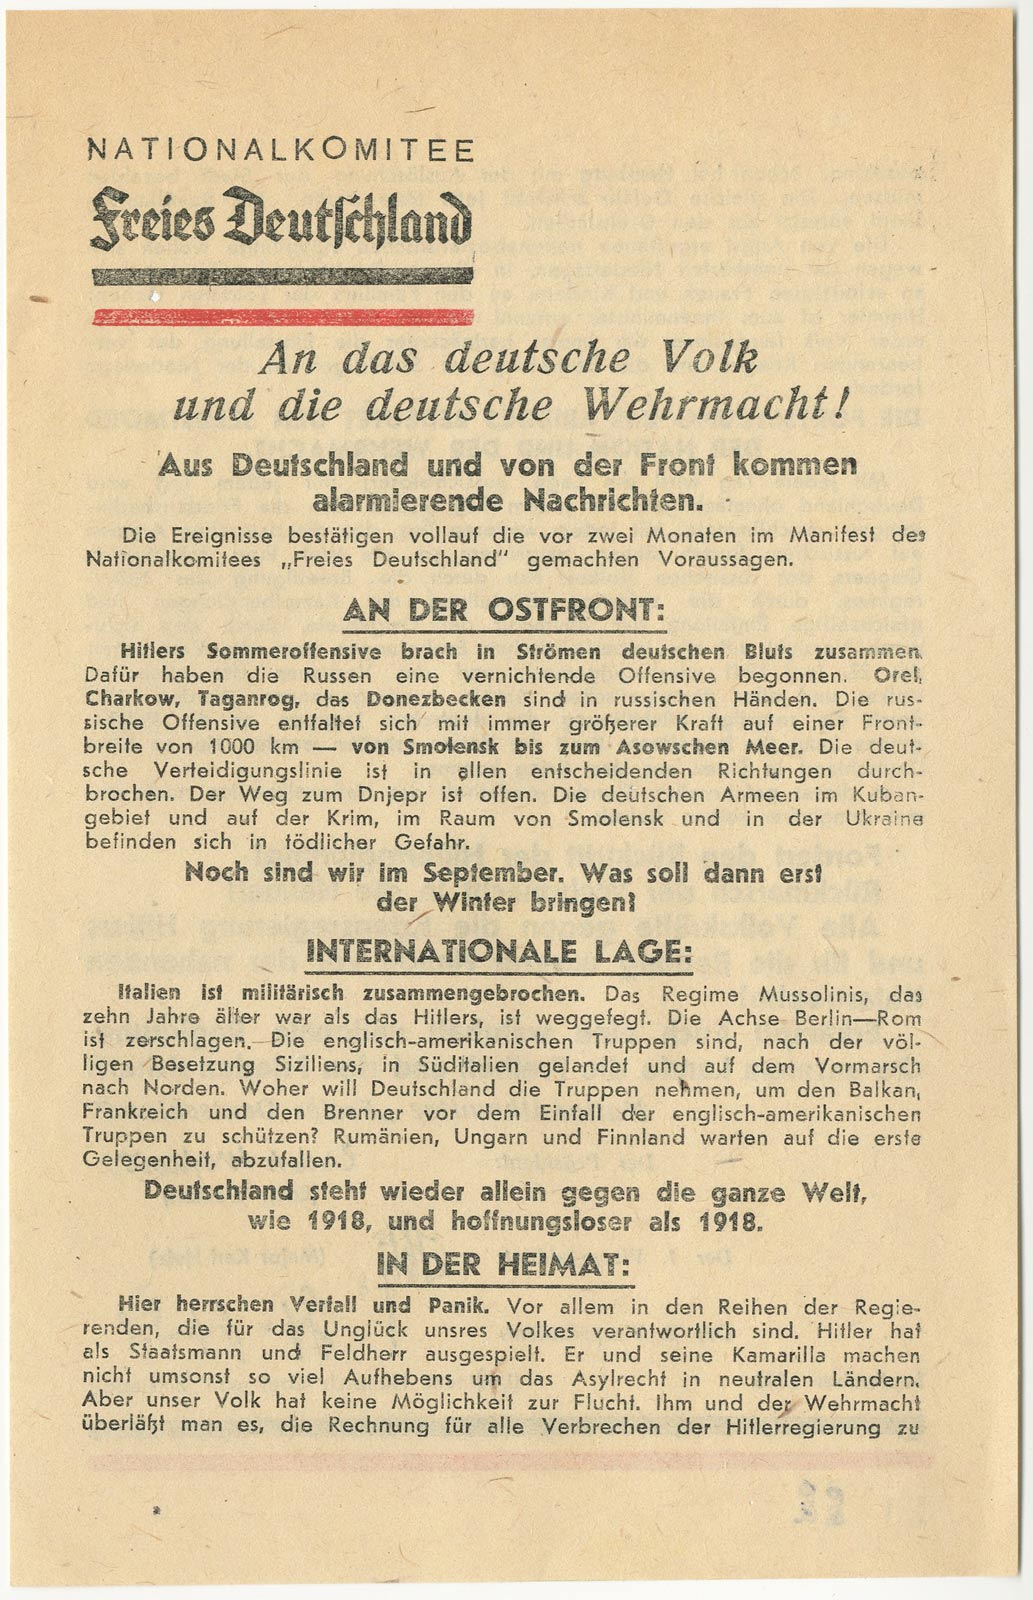 NATIONALKOMITEE
Freies Deutschland
An das deutsche Volk
und die deutsche Wehrmacht!
Aus Deutschland und von der Front kommen
alarmierende Nachrichten.
Die Ereignisse bestätigen vollauf die vor zwei Monaten im Manifest des
Nationalkomitees „Freies Deutschland" gemachten Voraussagen.
AN DER OSTFRONT:
Hitlers Sommeroffensive brach in Strömen deutschen Bluts zusammen.
Dafür haben die Russen eine vernichtende Offensive begonnen. Orel,
Charkow, Taganrog, das Donezbecken sind in russischen Händen. Die rus-
sische Offensive entfaltet sich mit immer größerer Kraft auf einer Front-
breite von 1000 km — von Smolensk bis zum Asowschen Meer. Die deut-
sche Verteidigungslinie ist in allen entscheidenden Richtungen durch-
brochen. Der Weg zum Dnjepr ist offen. Die deutschen Armeen im Kuban-
gebiet und auf der Krim, im Raum von Smolensk und in der Ukraine
befinden sich in tödlicher Gefahr.
Noch sind wir im September. Was soll dann erst
der Winter bringen?
INTERNATIONALE LAGE:
Italien ist militärisch zusammengebrochen. Das Regime Mussolinis, das
zehn Jahre älter war als das Hitlers, ist weggefegt. Die Achse Berlin—Rom
ist zerschlagen. Die englisch-amerikanischen Truppen sind, nach der völ-
ligen Besetzung Siziliens, in Süditalien gelandet und auf dem Vormarsch
nach Norden. Woher will Deutschland die Truppen nehmen, um den Balkan,
Frankreich und den Brenner vor dem Einfall der englisch-amerikanischen
Truppen zu schützen? Rumänien, Ungarn und Finnland warten auf die erste
Gelegenheit, abzufallen.
Deutschland steht wieder allein gegen die ganze Welt,
wie 1918, und hoffnungsloser als 1918.
IN DER HEIMAT:
Hier herrschen Verfall und Panik. Vor allem in den Reihen der Regie-
renden, die für das Unglück unsres Volkes verantwortlich sind. Hitler hat
als Staatsmann und Feldherr ausgespielt. Er und seine Kamarilla machen
nicht umsonst so viel Aufhebens um das Asylrecht in neutralen Ländern.
Aber unser Volk hat keine Möglichkeit zur Flucht. Ihm und der Wehrmacht
überläßt man es, die Rechnung für alle Verbrechen der Hitlerregierung zu